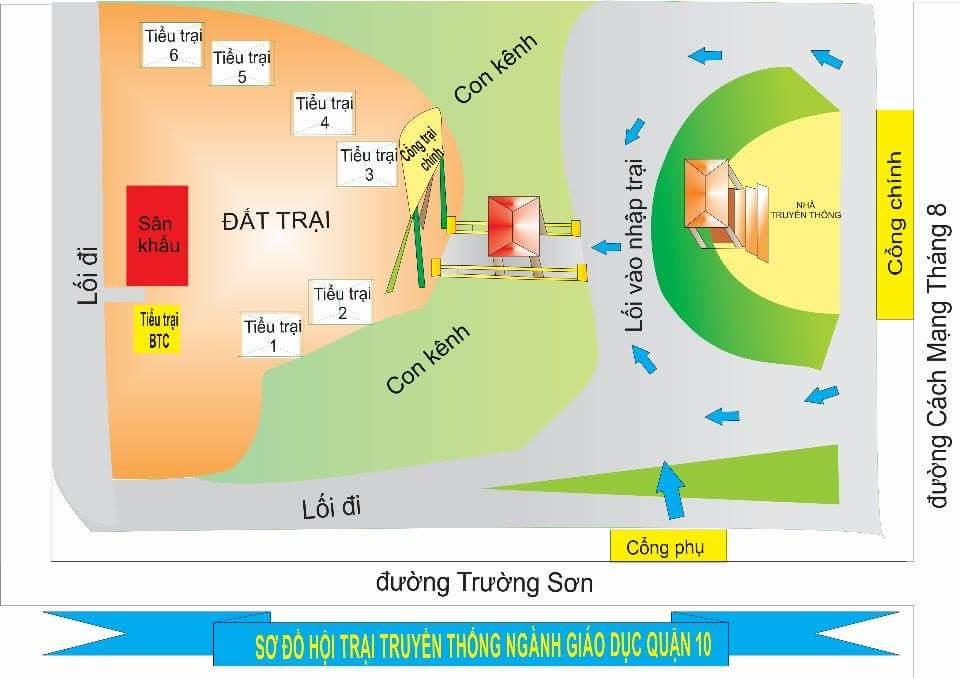 Tiểu trại
6
Tiểu trại
5
Tiểu trại
4
Tiểu trại
3
Cổng trại
chính
Con kênh
Sân
khấu
ĐẤT TRẠI
Lối đi
Tiểu trại
BTC
Tiểu trại
1
Tiểu trại
2
Con kênh
Lối vào nhập trại
NHÀ
TRUYỀN THỐNG
Cổng chính
đường Cách Mạng Tháng 8
Lối đi
Cổng phụ
đường Trường Sơn
SƠ ĐỒ HỘI TRẠI TRUYỀN THỐNG NGÀNH GIÁO DỤC QUẬN 10